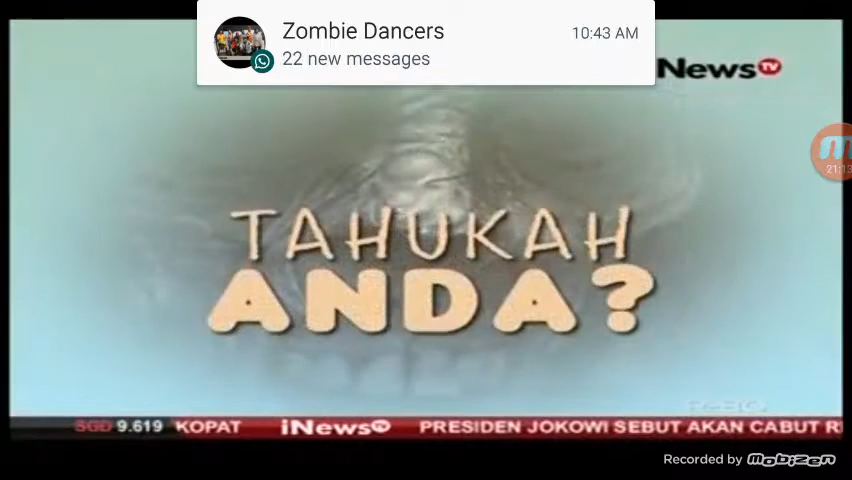 Zombie Dancers
10:43 AM
22 new messages
iNews TV
21:13
TAHUKAH
ANDA?
SGD 9.619 KOPAT iNews TV PRESIDEN JOKOWI SEBUT AKAN CABUT
Recorded by MOBIZEN